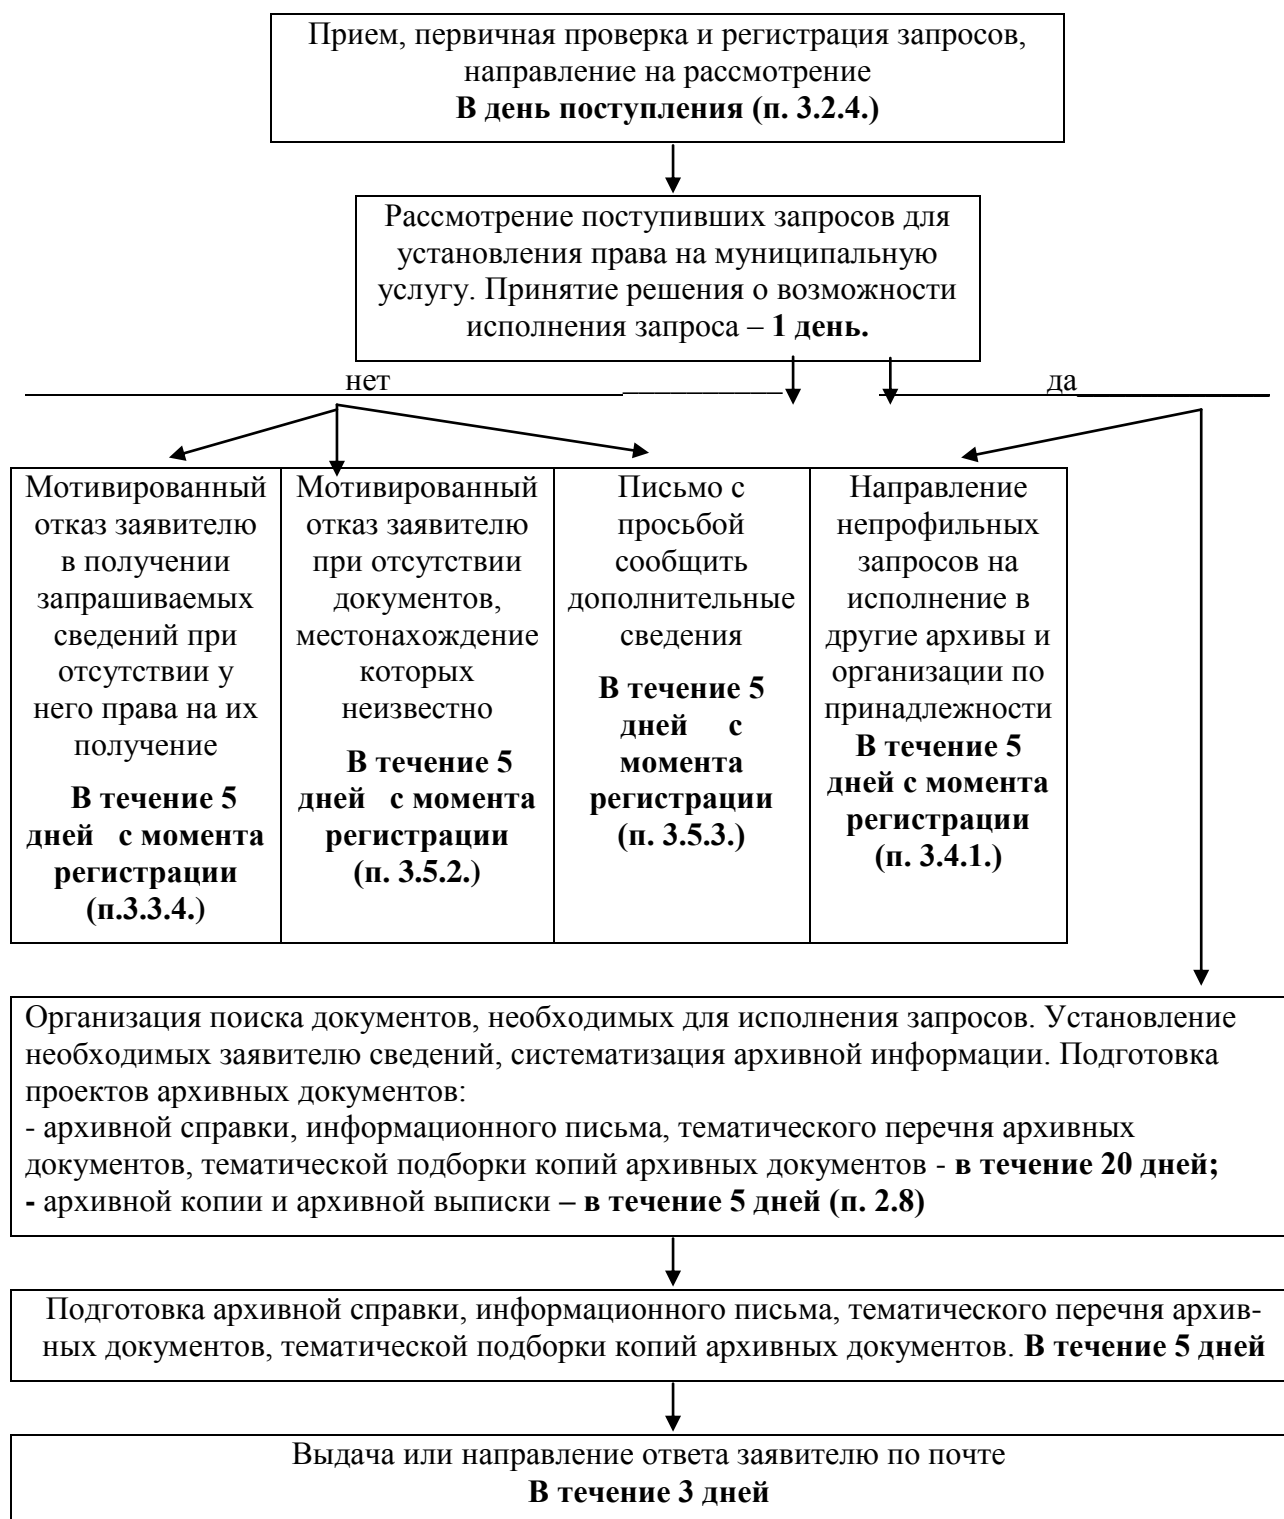 Прием, первичная проверка и регистрация запросов,
направление на рассмотрение
В день поступления (п. 3.2.4.)
Рассмотрение поступивших запросов для
установления права на муниципальную
услугу. Принятие решения о возможности
исполнения запроса – 1 день.
нет
да
Мотивированный
отказ заявителю
в получении
запрашиваемых
сведений при
отсутствии у
него права на их
получение
В течение 5
дней с момента
регистрации
(п.3.3.4.)
Мотивированный
отказ заявителю
при отсутствии
документов,
местонахождение
которых
неизвестно
В течение 5
дней с момента
регистрации
(п. 3.5.2.)
Письмо с
просьбой
сообщить
дополнительные
сведения
В течение 5
дней с
момента
регистрации
(п. 3.5.3.)
Направление
непрофильных
запросов на
исполнение в
другие архивы и
организации по
принадлежности
В течение 5
дней с момента
регистрации
(п. 3.4.1.)
Организация поиска документов, необходимых для исполнения запросов. Установление
необходимых заявителю сведений, систематизация архивной информации. Подготовка
проектов архивных документов:
- архивной справки, информационного письма, тематического перечня архивных
документов, тематической подборки копий архивных документов - в течение 20 дней;
- архивной копии и архивной выписки – в течение 5 дней (п. 2.8)
Подготовка архивной справки, информационного письма, тематического перечня архив-
ных документов, тематической подборки копий архивных документов. В течение 5 дней
Выдача или направление ответа заявителю по почте
В течение 3 дней